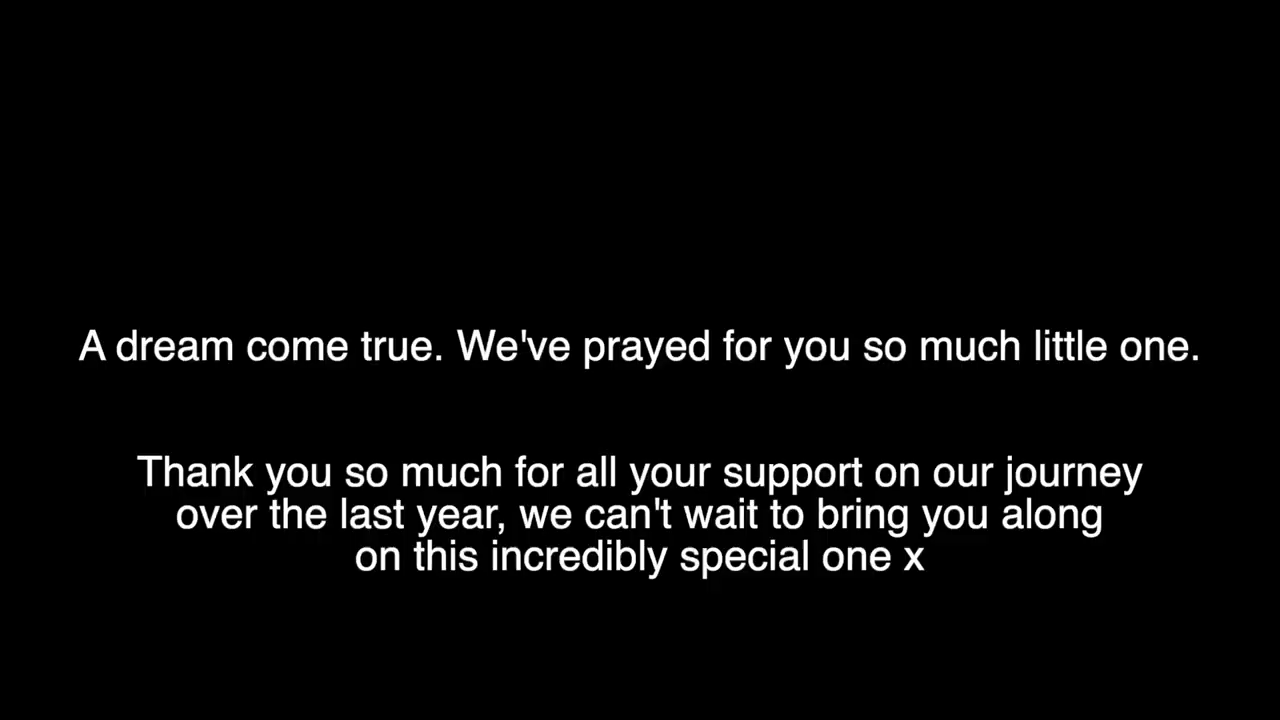 A dream come true. We've prayed for you so much little one.
Thank you so much for all your support on our journey
over the last year, we can't wait to bring you along
on this incredibly special one x